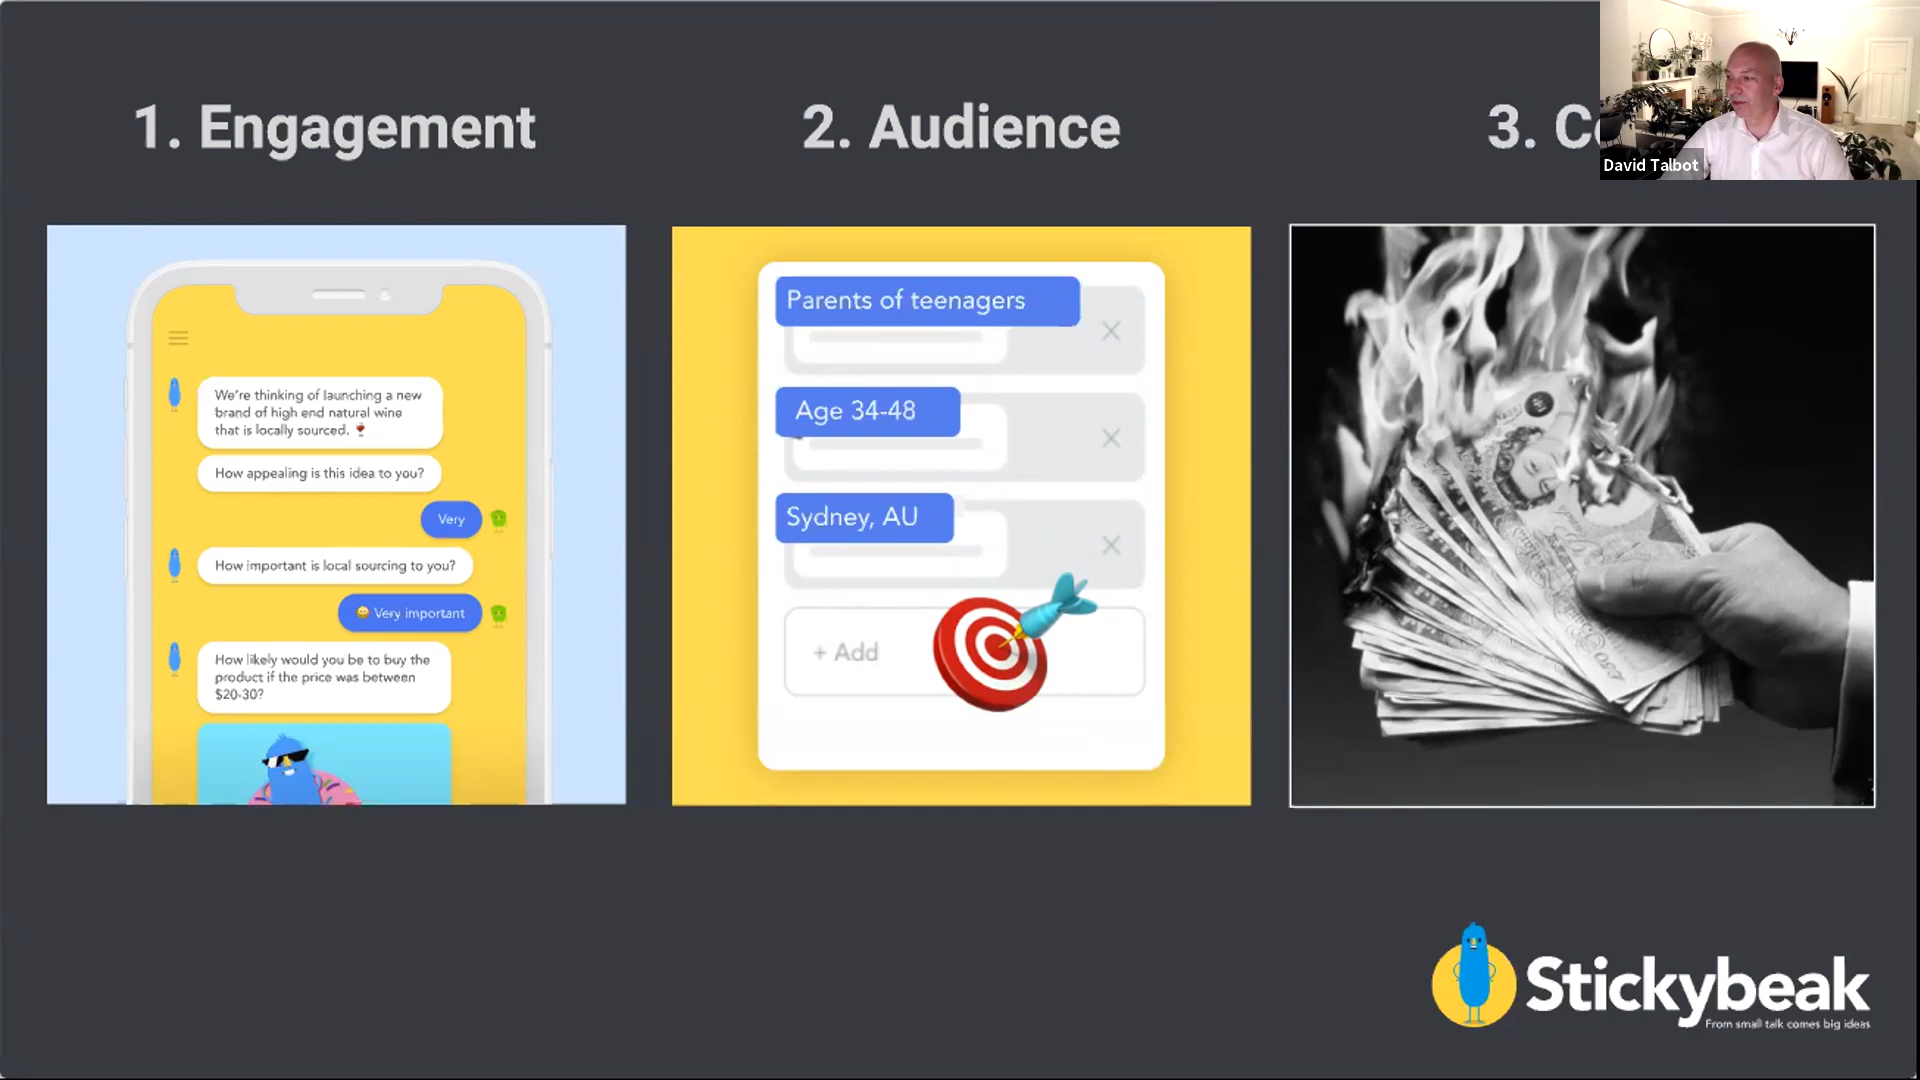 1. Engagement
2. Audience
3. C
David Talbot
We're thinking of launching a new
brand of high end natural wine
that is locally sourced. 🍷
How appealing is this idea to you?
Very
How important is local sourcing to you?
😀 Very important
How likely would you be to buy the
product if the price was between
$20-30?
Parents of teenagers
Age 34-48
Sydney, AU
+ Add
£50
Stickybeak
From small talk comes big ideas